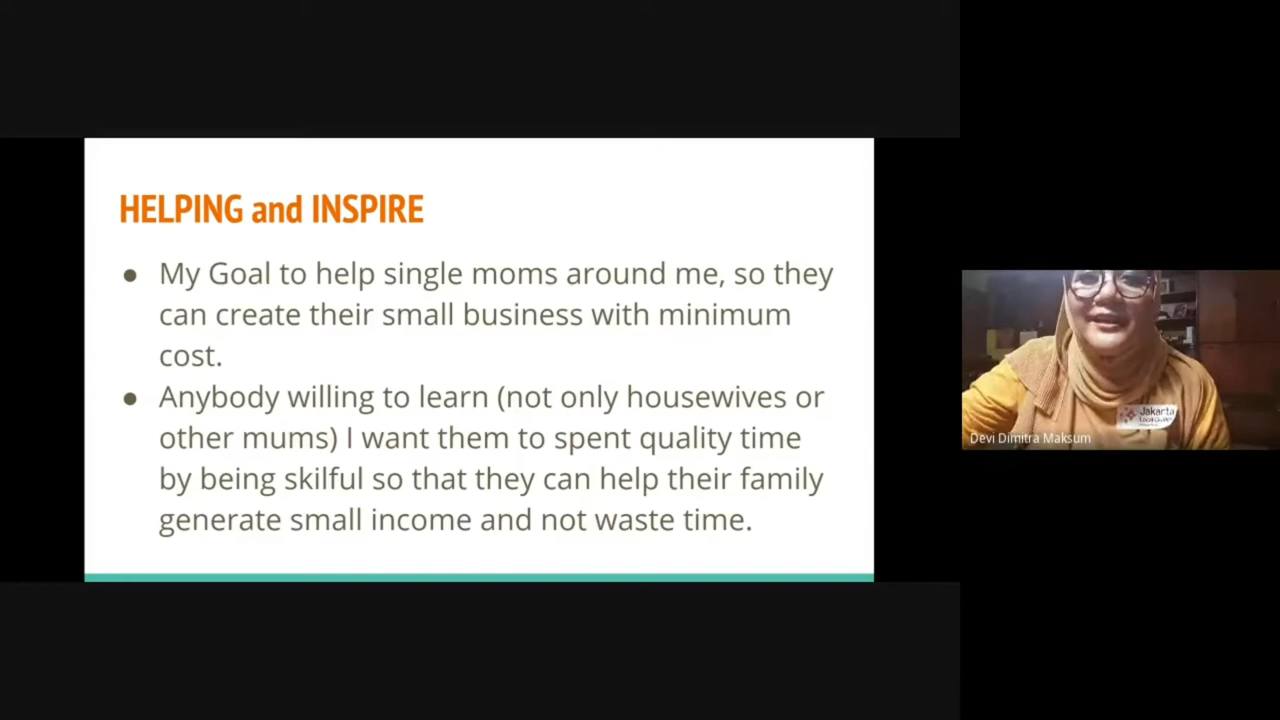 HELPING and INSPIRE
● My Goal to help single moms around me, so they
can create their small business with minimum
cost.
● Anybody willing to learn (not only housewives or
other mums) I want them to spent quality time
by being skilful so that they can help their family
generate small income and not waste time.
Jakarta
Devi Dimitra Maksum